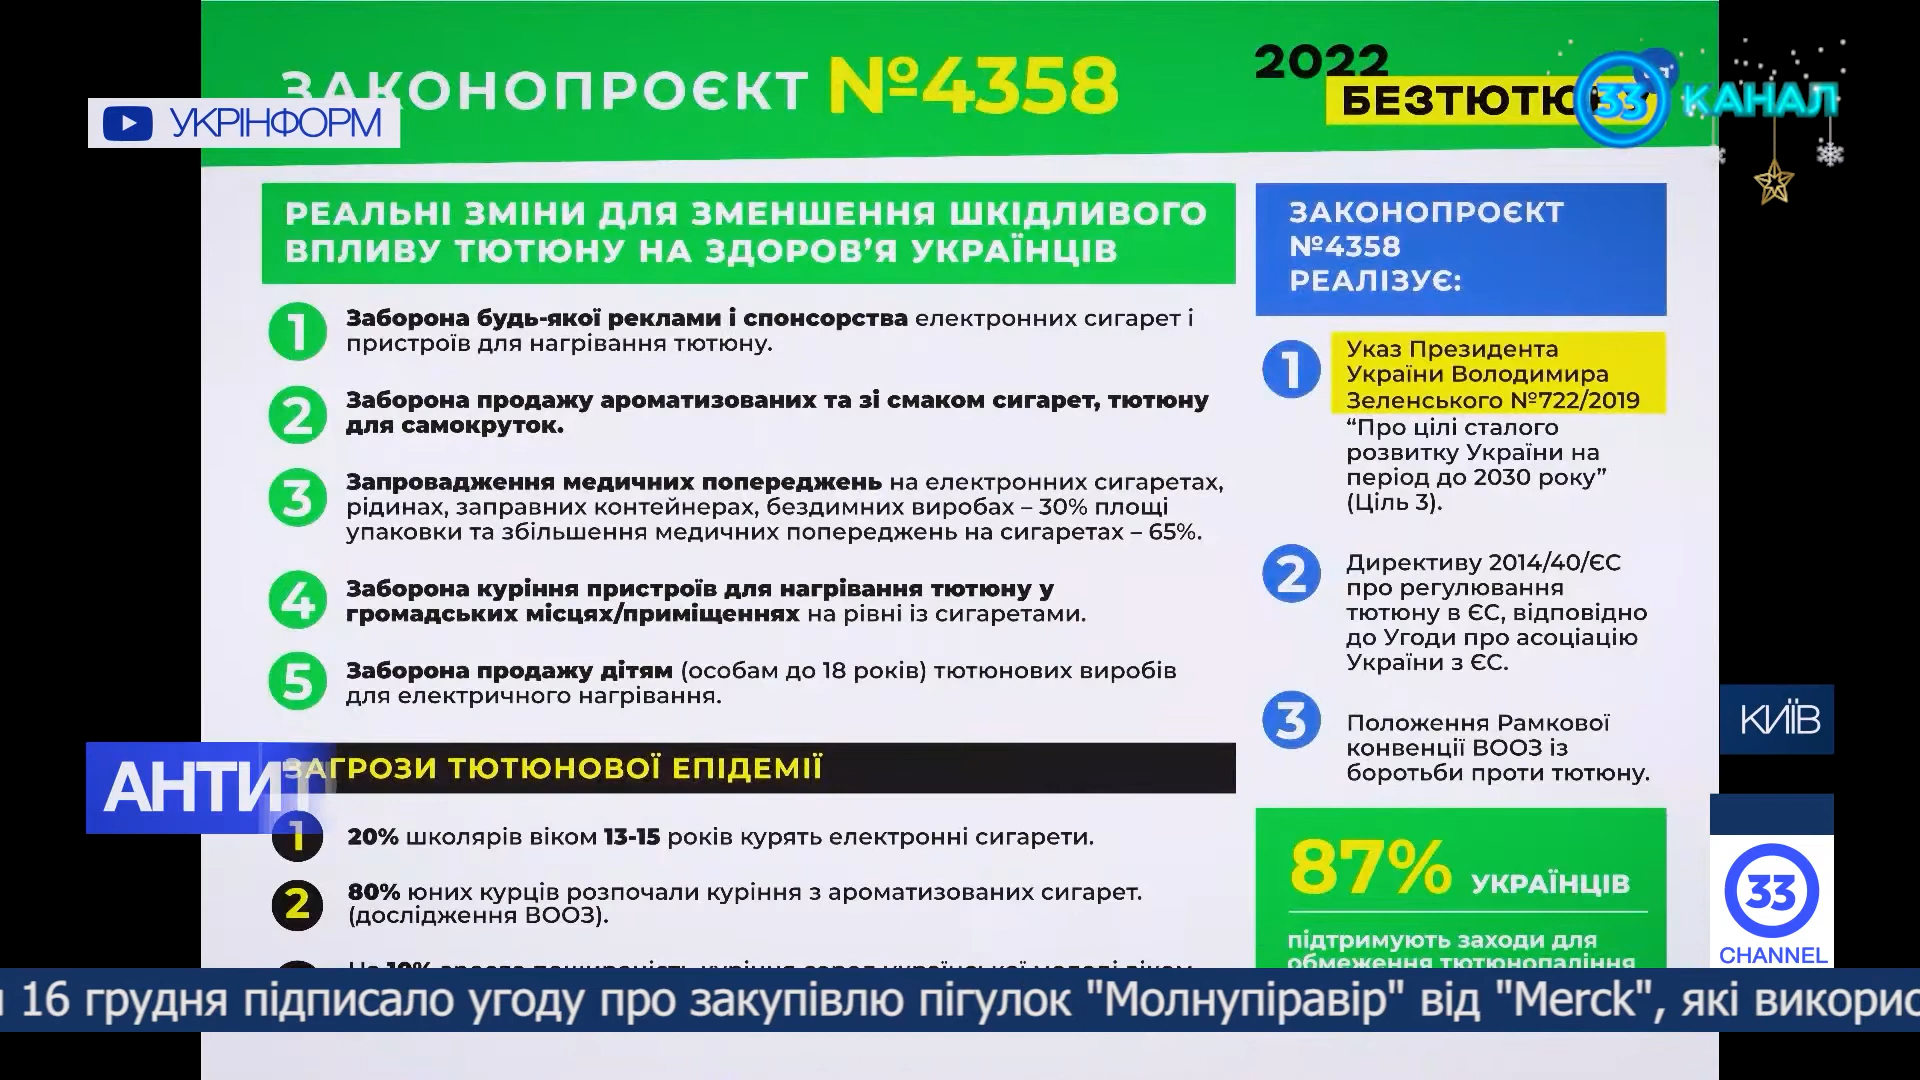 ЗАКОНОПРОЄКТ №4358
2022
УКРІНФОРМ
33 КАНАЛ
РЕАЛЬНІ ЗМІНИ ДЛЯ ЗМЕНШЕННЯ ШКІДЛИВОГО
ВПЛИВУ ТЮТЮНУ НА ЗДОРОВ’Я УКРАЇНЦІВ
1 Заборона будь-якої реклами і спонсорства електронних сигарет і
пристроїв для нагрівання тютюну.
2 Заборона продажу ароматизованих та зі смаком сигарет, тютюну
для самокруток.
3 Запровадження медичних попереджень на електронних сигаретах,
рідинах, заправних контейнерах, бездимних виробах – 30% площі
упаковки та збільшення медичних попереджень на сигаретах – 65%.
4 Заборона куріння пристроїв для нагрівання тютюну у
громадських місцях/приміщеннях на рівні із сигаретами.
5 Заборона продажу дітям (особам до 18 років) тютюнових виробів
для електричного нагрівання.
ЗАГРОЗИ ТЮТЮНОВОЇ ЕПІДЕМІЇ
1 20% школярів віком 13-15 років курять електронні сигарети.
2 80% юних курців розпочали куріння з ароматизованих сигарет.
(дослідження ВООЗ).
ЗАКОНОПРОЄКТ
№4358
РЕАЛІЗУЄ:
1 Указ Президента
України Володимира
Зеленського №722/2019
“Про цілі сталого
розвитку України на
період до 2030 року”
(Ціль 3).
2 Директиву 2014/40/ЄС
про регулювання
тютюну в ЄС, відповідно
до Угоди про асоціацію
України з ЄС.
3 Положення Рамкової
конвенції ВООЗ із
боротьби проти тютюну.
87% УКРАЇНЦІВ
підтримують заходи для
обмеження тютюнопаління
КИЇВ
33
CHANNEL
АНТИТ
16 грудня підписало угоду про закупівлю пігулок "Молнупіравір" від "Merck", які викорис